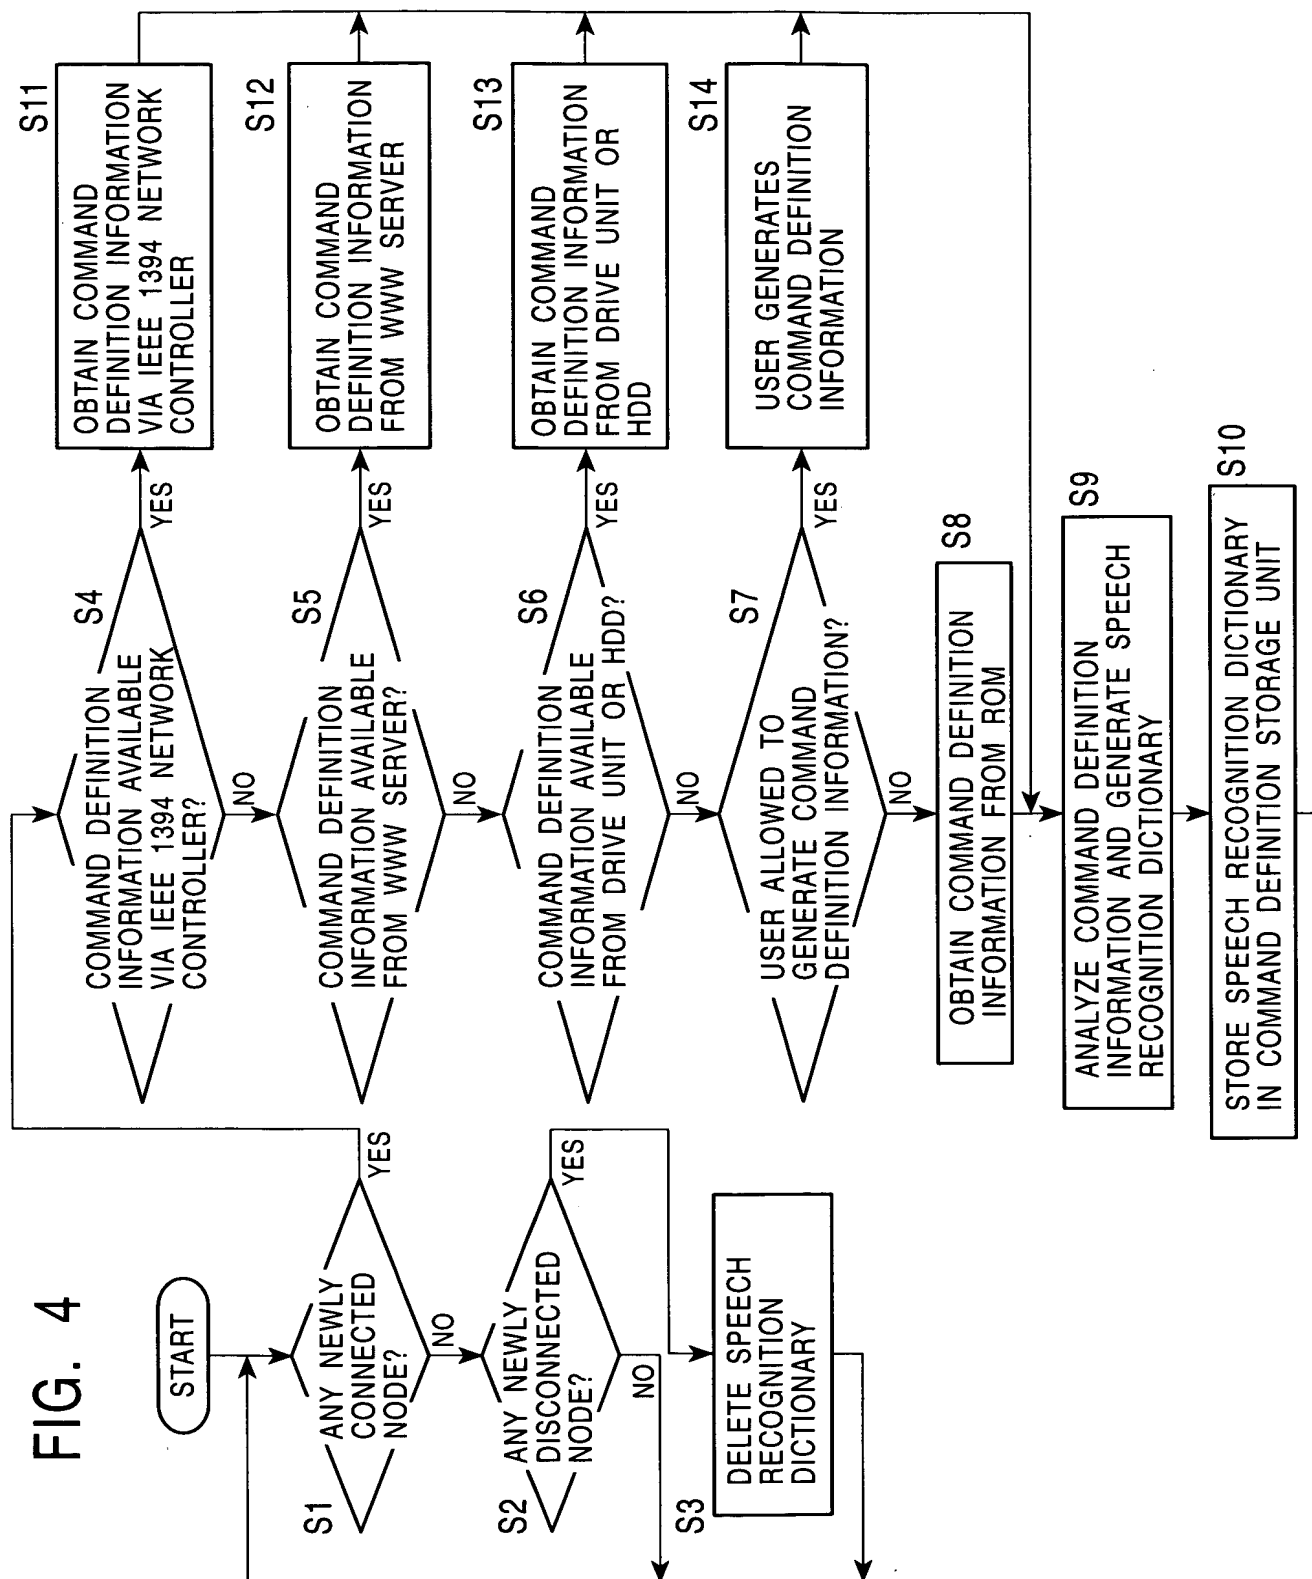 FIG. 4
START
S1
ANY NEWLY
CONNECTED
NODE?
YES
NO
S2
ANY NEWLY
DISCONNECTED
NODE?
YES
NO
S3
DELETE SPEECH
RECOGNITION
DICTIONARY
S4
COMMAND DEFINITION
INFORMATION AVAILABLE
VIA IEEE 1394 NETWORK
CONTROLLER?
YES
NO
S11
OBTAIN COMMAND
DEFINITION INFORMATION
VIA IEEE 1394 NETWORK
CONTROLLER
S5
COMMAND DEFINITION
INFORMATION AVAILABLE
FROM WWW SERVER?
YES
NO
S12
OBTAIN COMMAND
DEFINITION INFORMATION
FROM WWW SERVER
S6
COMMAND DEFINITION
INFORMATION AVAILABLE
FROM DRIVE UNIT OR HDD?
YES
NO
S13
OBTAIN COMMAND
DEFINITION INFORMATION
FROM DRIVE UNIT OR
HDD
S7
USER ALLOWED TO
GENERATE COMMAND
DEFINITION INFORMATION?
YES
NO
S14
USER GENERATES
COMMAND DEFINITION
INFORMATION
S8
OBTAIN COMMAND DEFINITION
INFORMATION FROM ROM
S9
ANALYZE COMMAND DEFINITION
INFORMATION AND GENERATE SPEECH
RECOGNITION DICTIONARY
S10
STORE SPEECH RECOGNITION DICTIONARY
IN COMMAND DEFINITION STORAGE UNIT